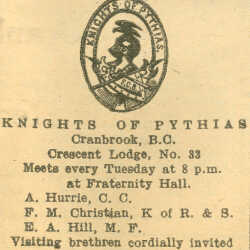 KNIGHTS OF PYTHIAS.
KNIGHTS OF PYTHIAS
Cranbrook, B.C.
Crescent Lodge, No. 33
Meets every Tuesday at 8 p.m.
at Fraternity Hall.
A. Hurrie, C. C.
F. M. Christian, K of R. & S.
E. A. Hill, M. F.
Visiting brethren cordially invited